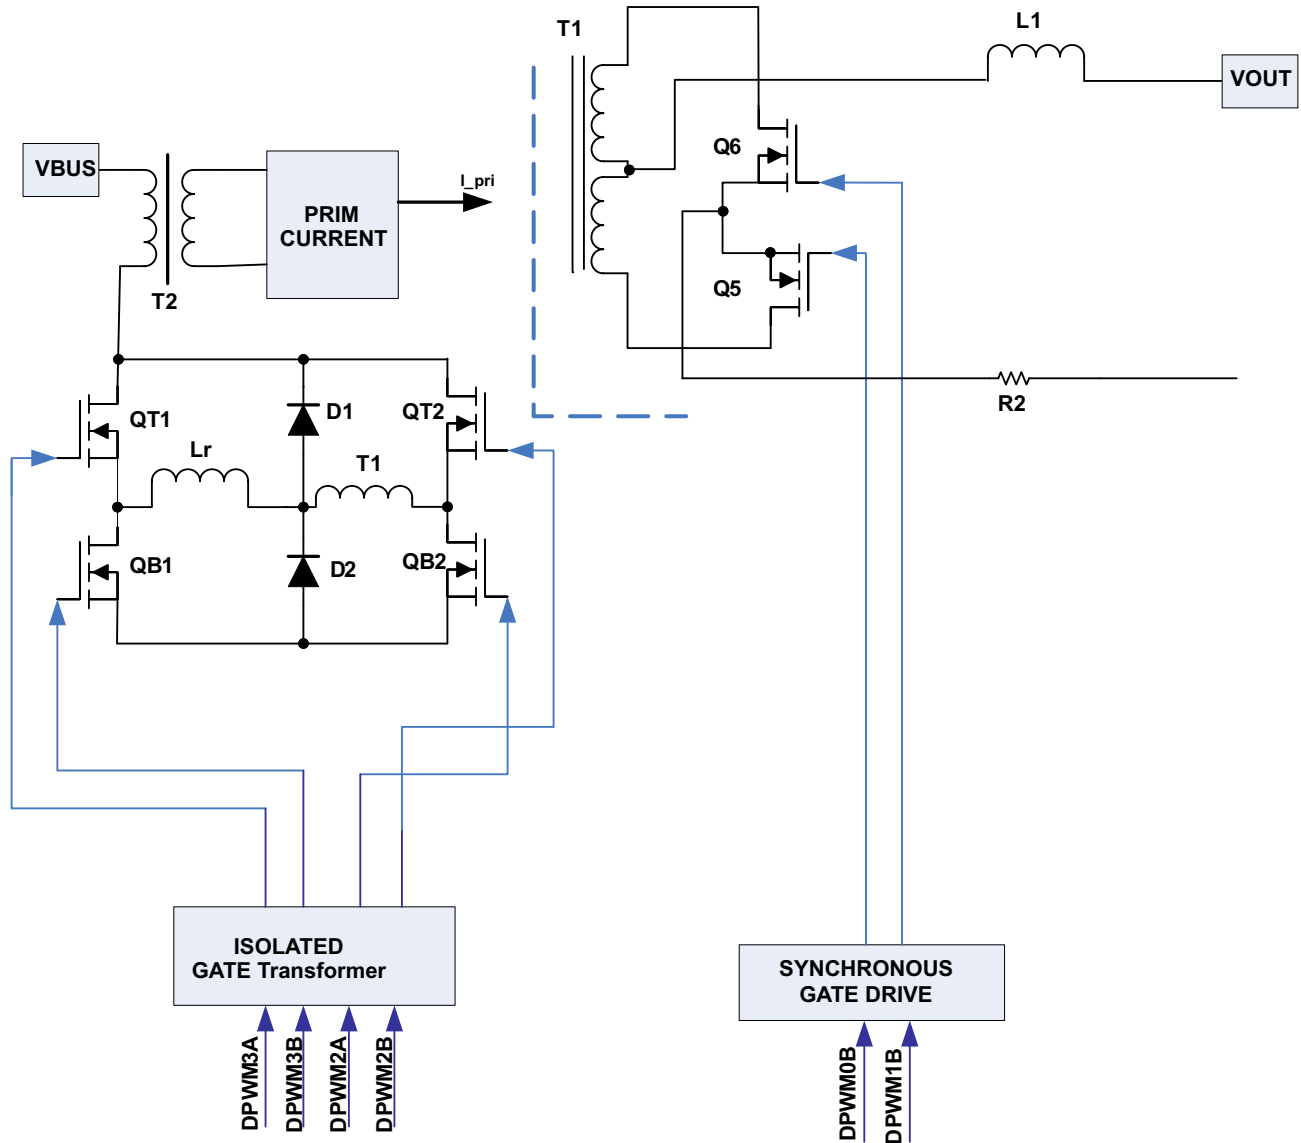 T1
L1
VOUT
VBUS
PRIM
CURRENT
I_pri
T2
Q6
Q5
R2
QT1
D1
QT2
Lr
T1
QB1
D2
QB2
ISOLATED
GATE Transformer
SYNCHRONOUS
GATE DRIVE
DPWM3A
DPWM3B
DPWM2A
DPWM2B
DPWM0B
DPWM1B